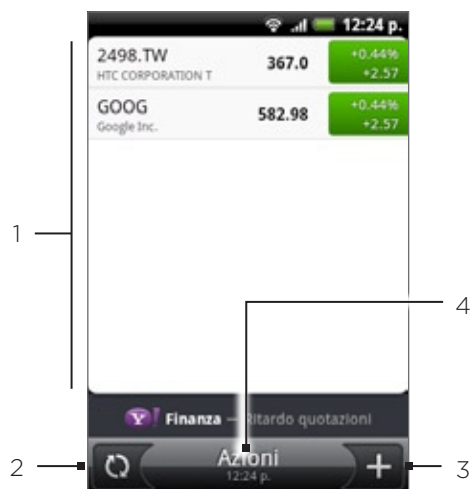 12:24 p.
2498.TW 367.0 +0.44%
HTC CORPORATION T +2.57
GOOG 582.98 +0.44%
Google Inc. +2.57
1
4
Y! Finanza — Ritardo quotazioni
2 Azioni 3
12:24 p.